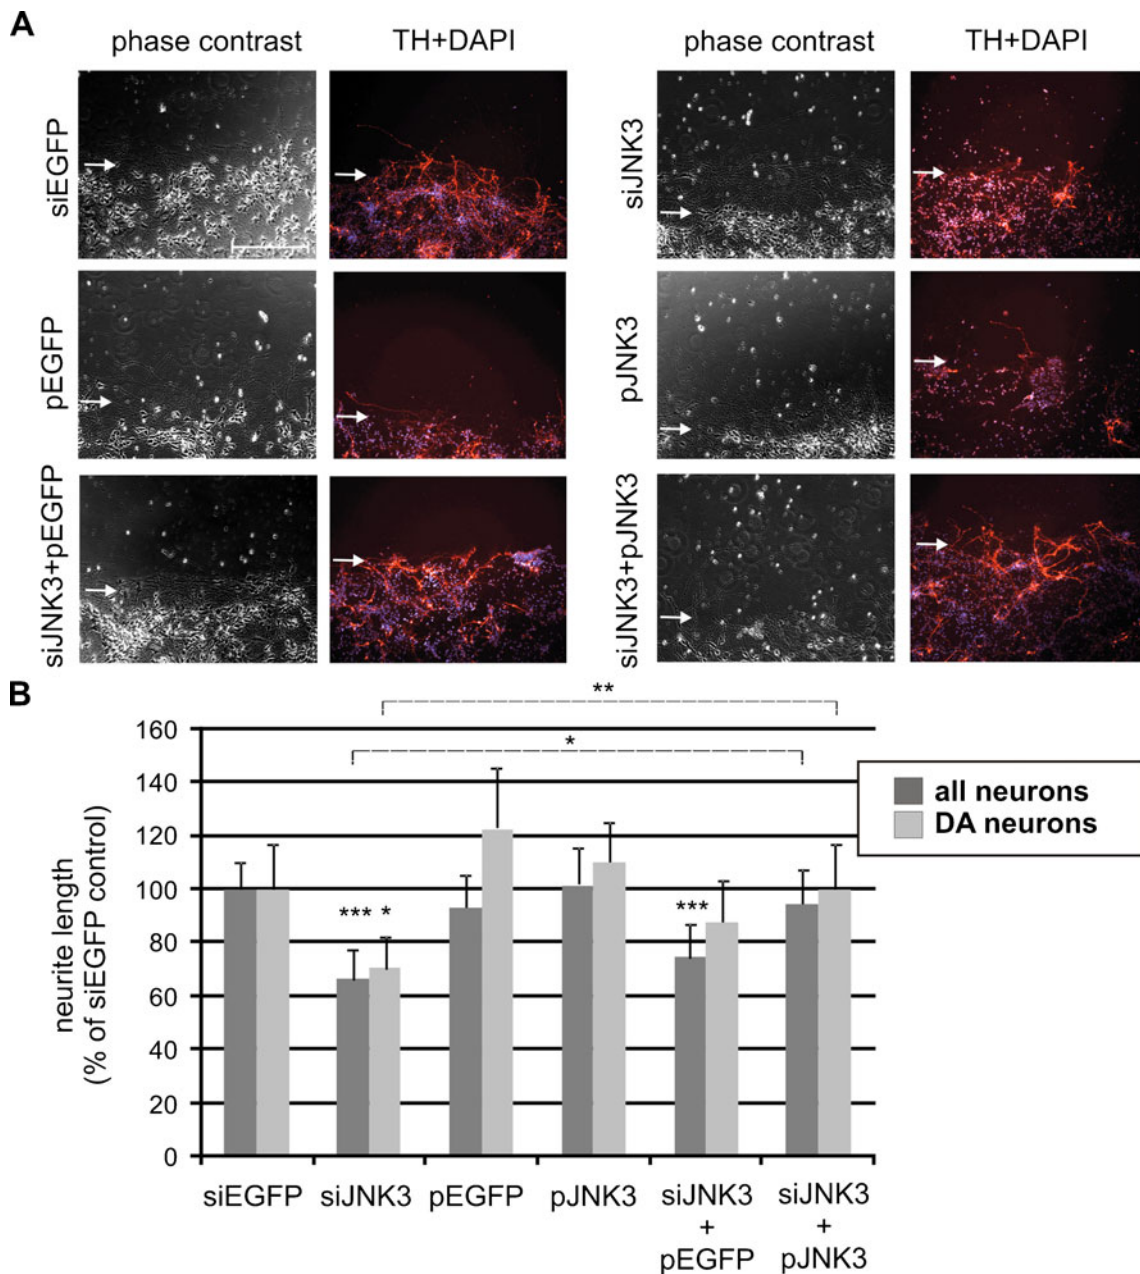 A
phase contrast
TH+DAPI
phase contrast
TH+DAPI
siEGFP
siJNK3
pEGFP
pJNK3
siJNK3+pEGFP
siJNK3+pJNK3
B
**
*
160
140
120
100
80
60
40
20
0
neurite length
(% of siEGFP control)
all neurons
DA neurons
*** *
***
siEGFP
siJNK3
pEGFP
pJNK3
siJNK3
+
pEGFP
siJNK3
+
pJNK3